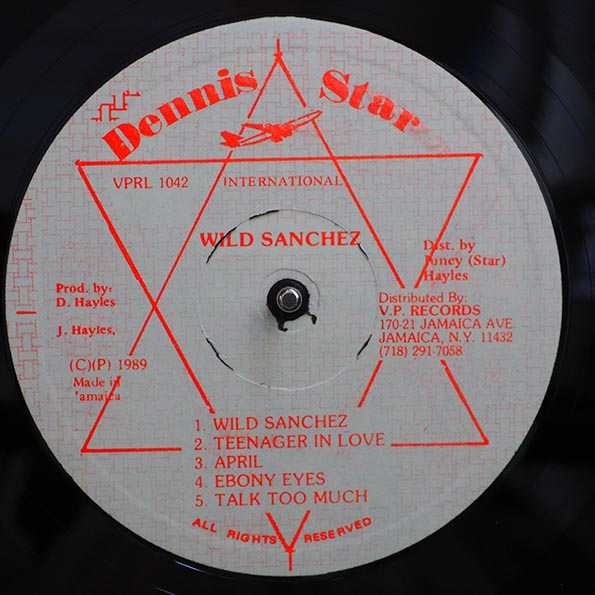 Dennis Star
VPRL 1042
INTERNATIONAL
WILD SANCHEZ
Dist. by
Juney (Star)
Hayles
Prod. by:
D. Hayles
J. Hayles.
Distributed By:
V.P. RECORDS
170-21 JAMAICA AVE.
JAMAICA, N.Y. 11432
(718) 291-7058
(C)(P) 1989
Made in
Jamaica
1. WILD SANCHEZ
2. TEENAGER IN LOVE
3. APRIL
4. EBONY EYES
5. TALK TOO MUCH
ALL RIGHTS RESERVED